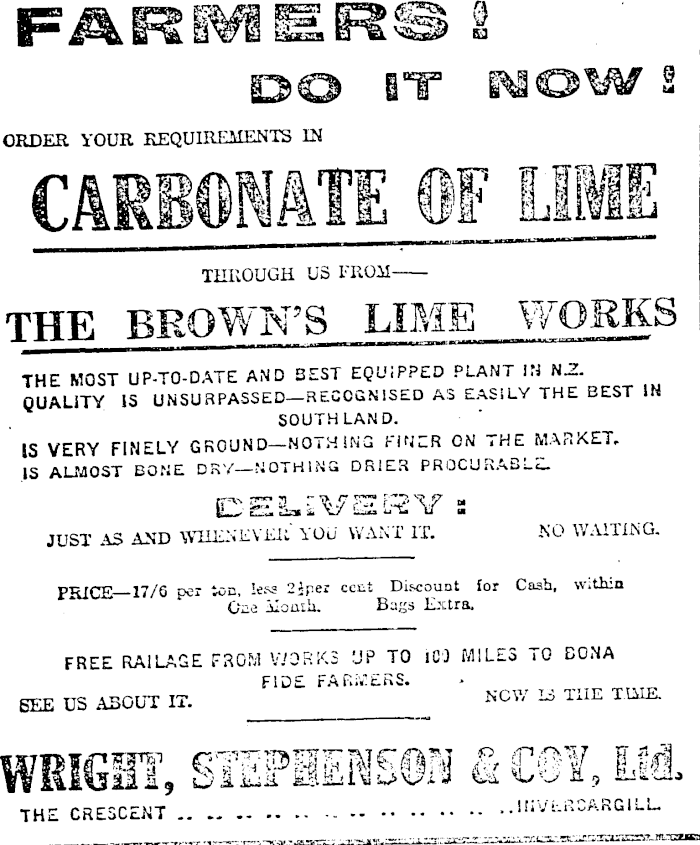 FARMERS!
DO IT NOW!
ORDER YOUR REQUIREMENTS IN
CARBONATE OF LIME
THROUGH US FROM—
THE BROWN'S LIME WORKS
THE MOST UP-TO-DATE AND BEST EQUIPPED PLANT IN N.Z.
QUALITY IS UNSURPASSED—RECOGNISED AS EASILY THE BEST IN
SOUTHLAND.
IS VERY FINELY GROUND—NOTHING FINER ON THE MARKET.
IS ALMOST BONE DRY—NOTHING DRIER PROCURABLE.
DELIVERY:
JUST AS AND WHENEVER YOU WANT IT. NO WAITING.
PRICE—17/6 per ton, less 2½per cent Discount for Cash, within
One Month. Bags Extra.
FREE RAILAGE FROM WORKS UP TO 100 MILES TO BONA
FIDE FARMERS.
SEE US ABOUT IT. NOW IS THE TIME.
WRIGHT, STEPHENSON & COY, Ltd.
THE CRESCENT .. .. .. .. .. .. .. .. .. .. .. ..INVERCARGILL.